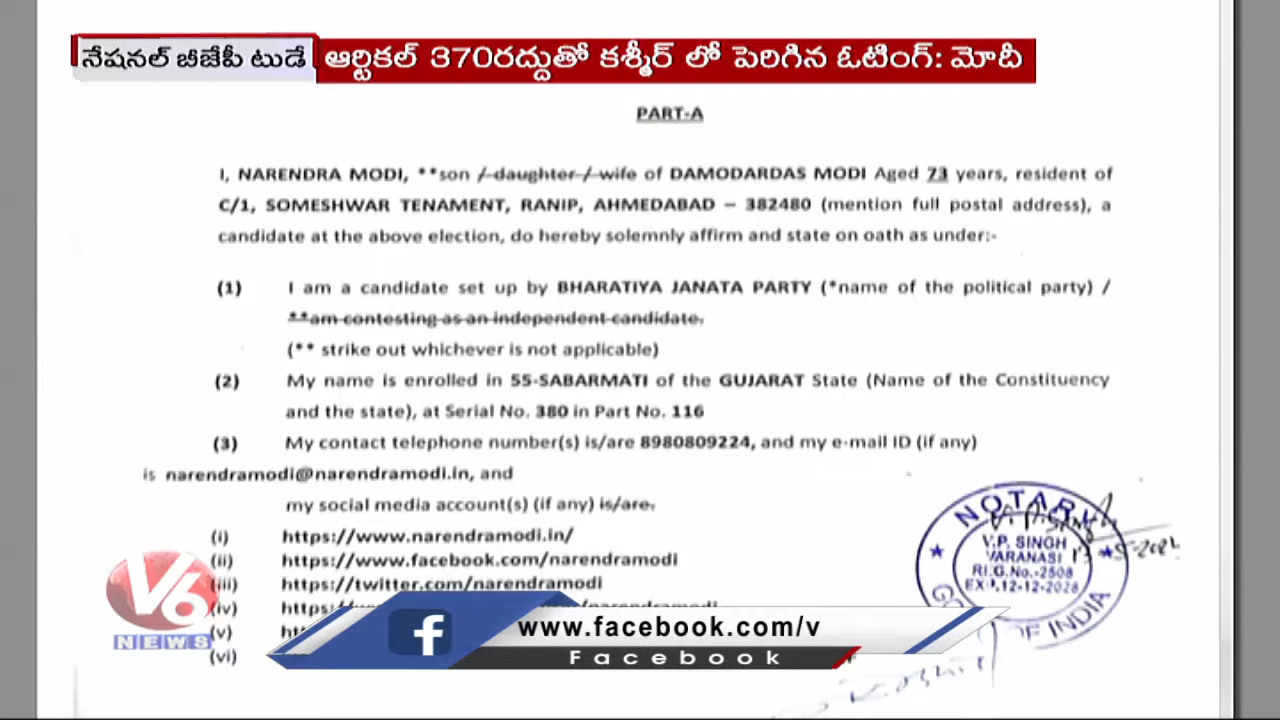 నేషనల్ బీజేపీ టుడే
ఆర్టికల్ 370రద్దుతో కశ్మీర్ లో పెరిగిన ఓటింగ్: మోదీ
PART-A
I, NARENDRA MODI, **son / daughter / wife of DAMODARDAS MODI Aged 73 years, resident of
C/1, SOMESHWAR TENAMENT, RANIP, AHMEDABAD – 382480 (mention full postal address), a
candidate at the above election, do hereby solemnly affirm and state on oath as under:-
(1) I am a candidate set up by BHARATIYA JANATA PARTY (*name of the political party) /
**am contesting as an independent candidate.
(** strike out whichever is not applicable)
(2) My name is enrolled in 55-SABARMATI of the GUJARAT State (Name of the Constituency
and the state), at Serial No. 380 in Part No. 116
(3) My contact telephone number(s) is/are 8980809224, and my e-mail ID (if any)
is narendramodi@narendramodi.in, and
my social media account(s) (if any) is/are.
(i) https://www.narendramodi.in/
(ii) https://www.facebook.com/narendramodi
(iii) https://twitter.com/narendramodi
(iv)
(v)
(vi)
NOTARY
V.P. SINGH
VARANASI
OF INDIA
V6
NEWS
www.facebook.com/v
Facebook